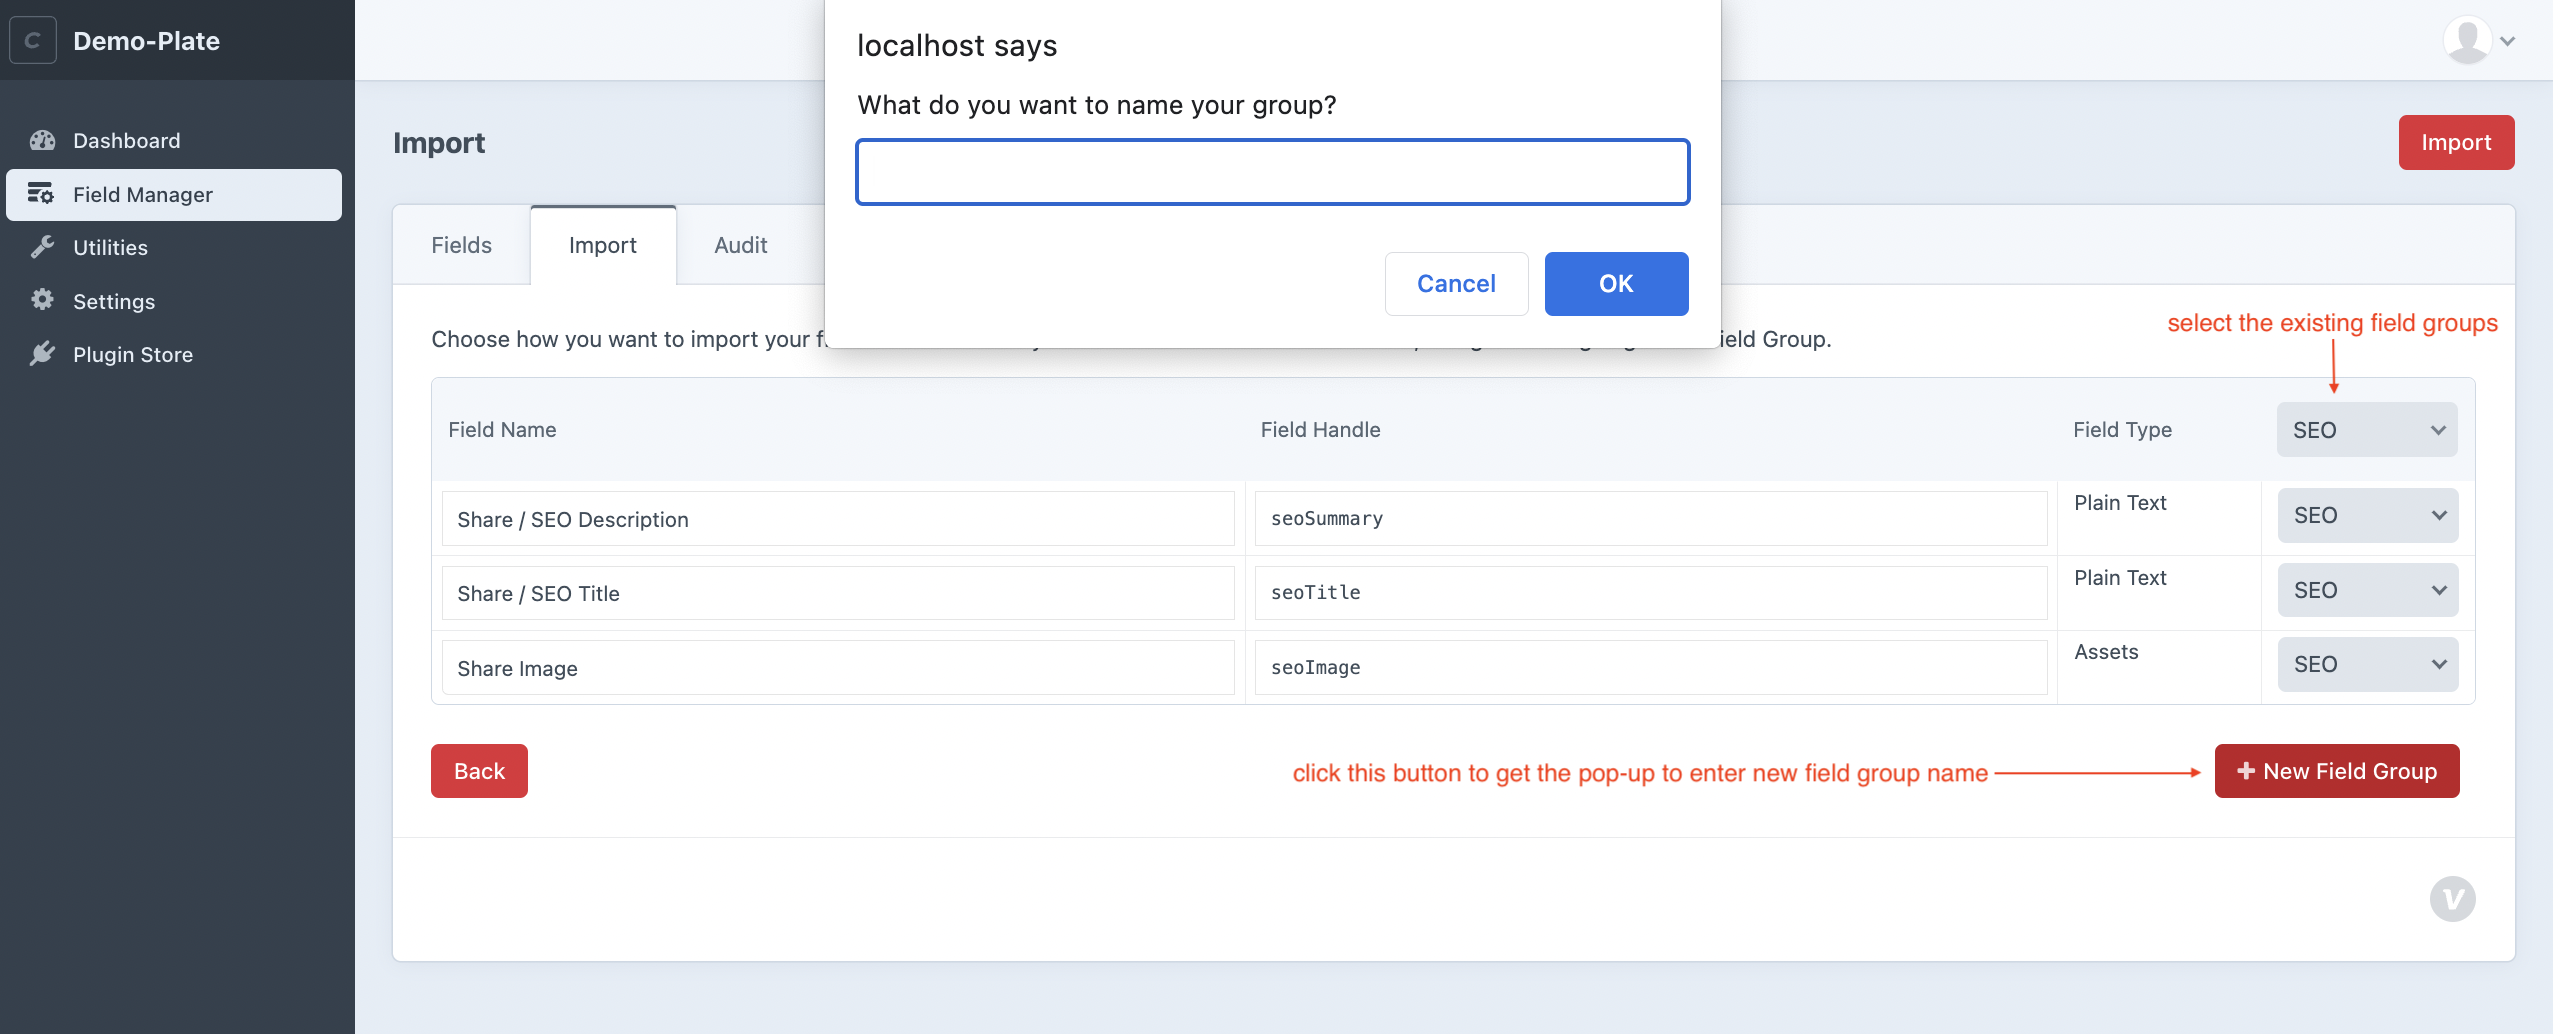 C
Demo-Plate
Dashboard
Field Manager
Utilities
Settings
Plugin Store
localhost says
What do you want to name your group?
Cancel
OK
Import
Import
Fields
Import
Audit
Choose how you want to import your
ield Group.
select the existing field groups
Field Name
Field Handle
Field Type
SEO
Share / SEO Description
seoSummary
Plain Text
SEO
Share / SEO Title
seoTitle
Plain Text
SEO
Share Image
seoImage
Assets
SEO
Back
click this button to get the pop-up to enter new field group name
New Field Group
V